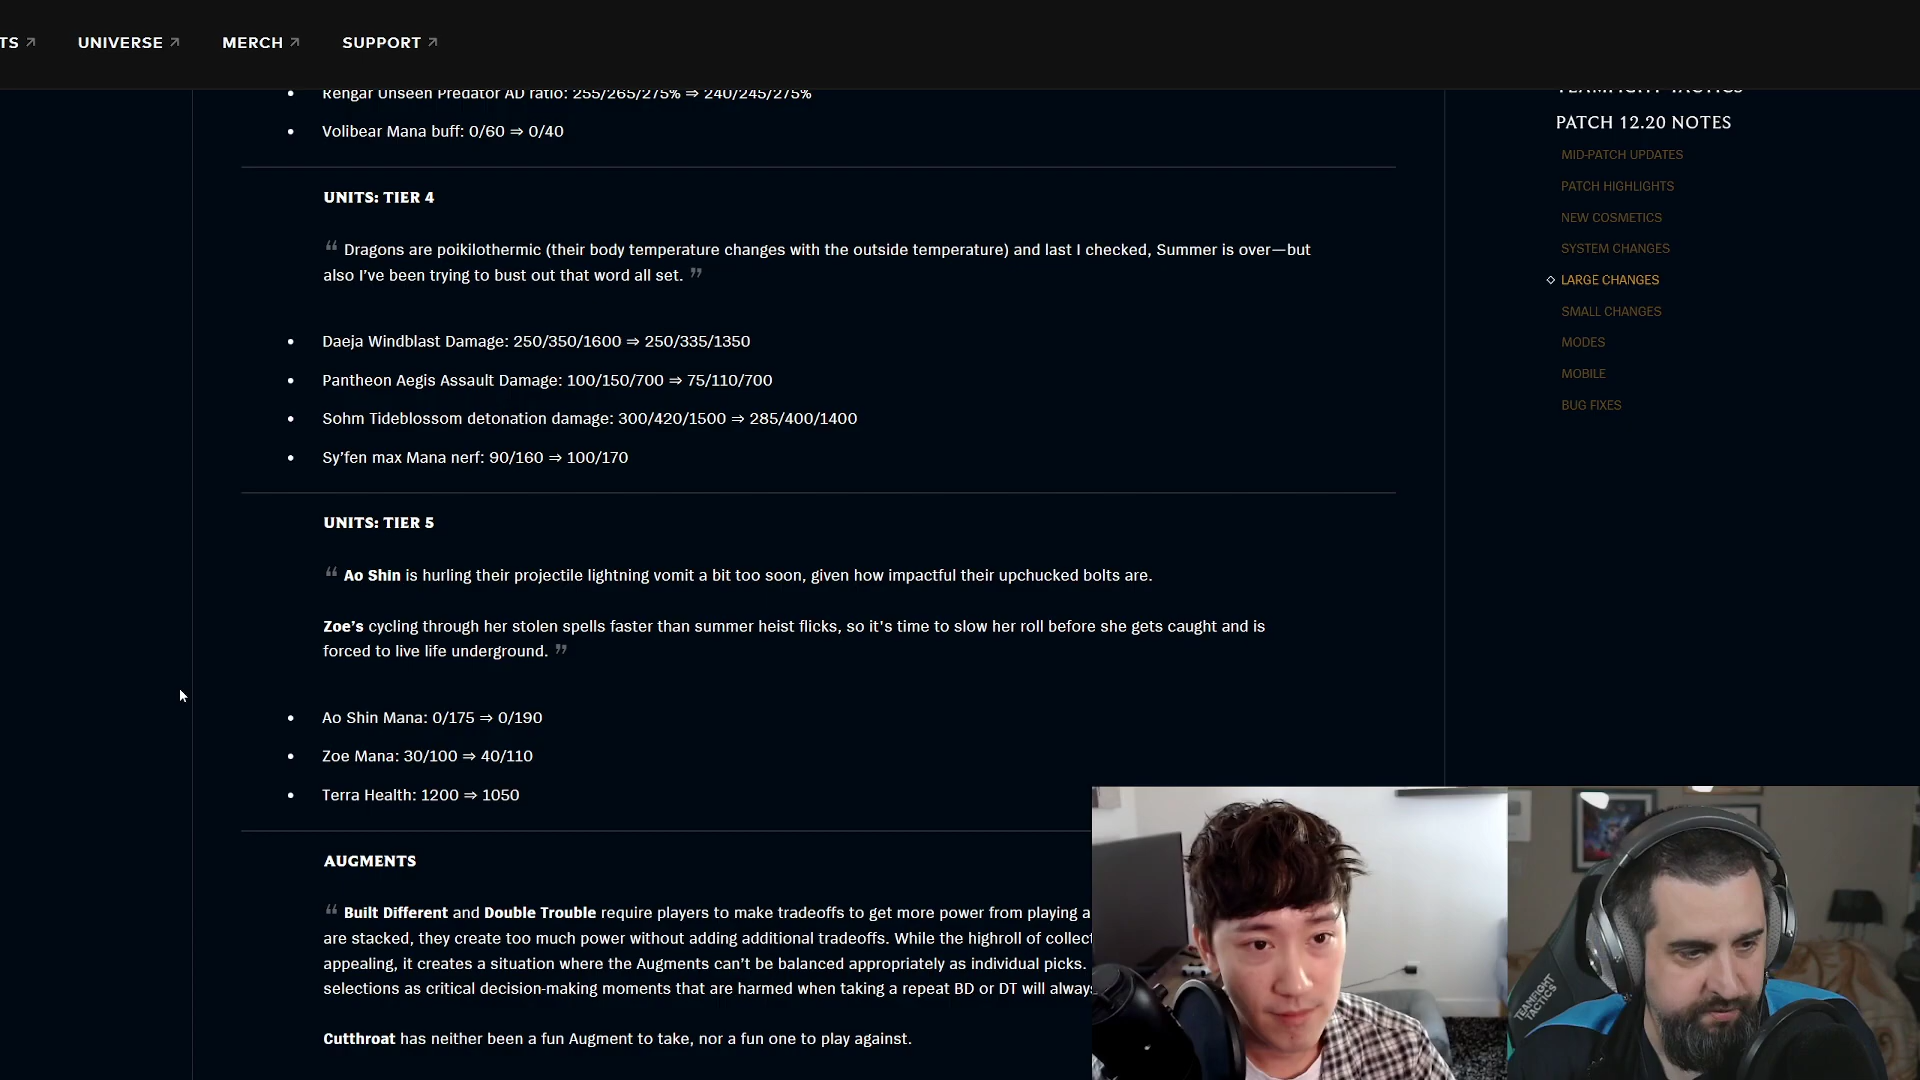 TS UNIVERSE MERCH SUPPORT
Rengar Unseen Predator AD ratio: 255/265/275% ⇒ 240/245/275%
Volibear Mana buff: 0/60 ⇒ 0/40
UNITS: TIER 4
“ Dragons are poikilothermic (their body temperature changes with the outside temperature) and last I checked, Summer is over—but
also I’ve been trying to bust out that word all set. ”
Daeja Windblast Damage: 250/350/1600 ⇒ 250/335/1350
Pantheon Aegis Assault Damage: 100/150/700 ⇒ 75/110/700
Sohm Tideblossom detonation damage: 300/420/1500 ⇒ 285/400/1400
Sy’fen max Mana nerf: 90/160 ⇒ 100/170
UNITS: TIER 5
“ Ao Shin is hurling their projectile lightning vomit a bit too soon, given how impactful their upchucked bolts are.
Zoe’s cycling through her stolen spells faster than summer heist flicks, so it's time to slow her roll before she gets caught and is
forced to live life underground. ”
Ao Shin Mana: 0/175 ⇒ 0/190
Zoe Mana: 30/100 ⇒ 40/110
Terra Health: 1200 ⇒ 1050
AUGMENTS
“ Built Different and Double Trouble require players to make tradeoffs to get more power from playing a
are stacked, they create too much power without adding additional tradeoffs. While the highroll of collect
appealing, it creates a situation where the Augments can’t be balanced appropriately as individual picks.
selections as critical decision-making moments that are harmed when taking a repeat BD or DT will always
Cutthroat has neither been a fun Augment to take, nor a fun one to play against.
TEAMFIGHT TACTICS
PATCH 12.20 NOTES
MID-PATCH UPDATES
PATCH HIGHLIGHTS
NEW COSMETICS
SYSTEM CHANGES
LARGE CHANGES
SMALL CHANGES
MODES
MOBILE
BUG FIXES
TEAMFIGHT
TACTICS